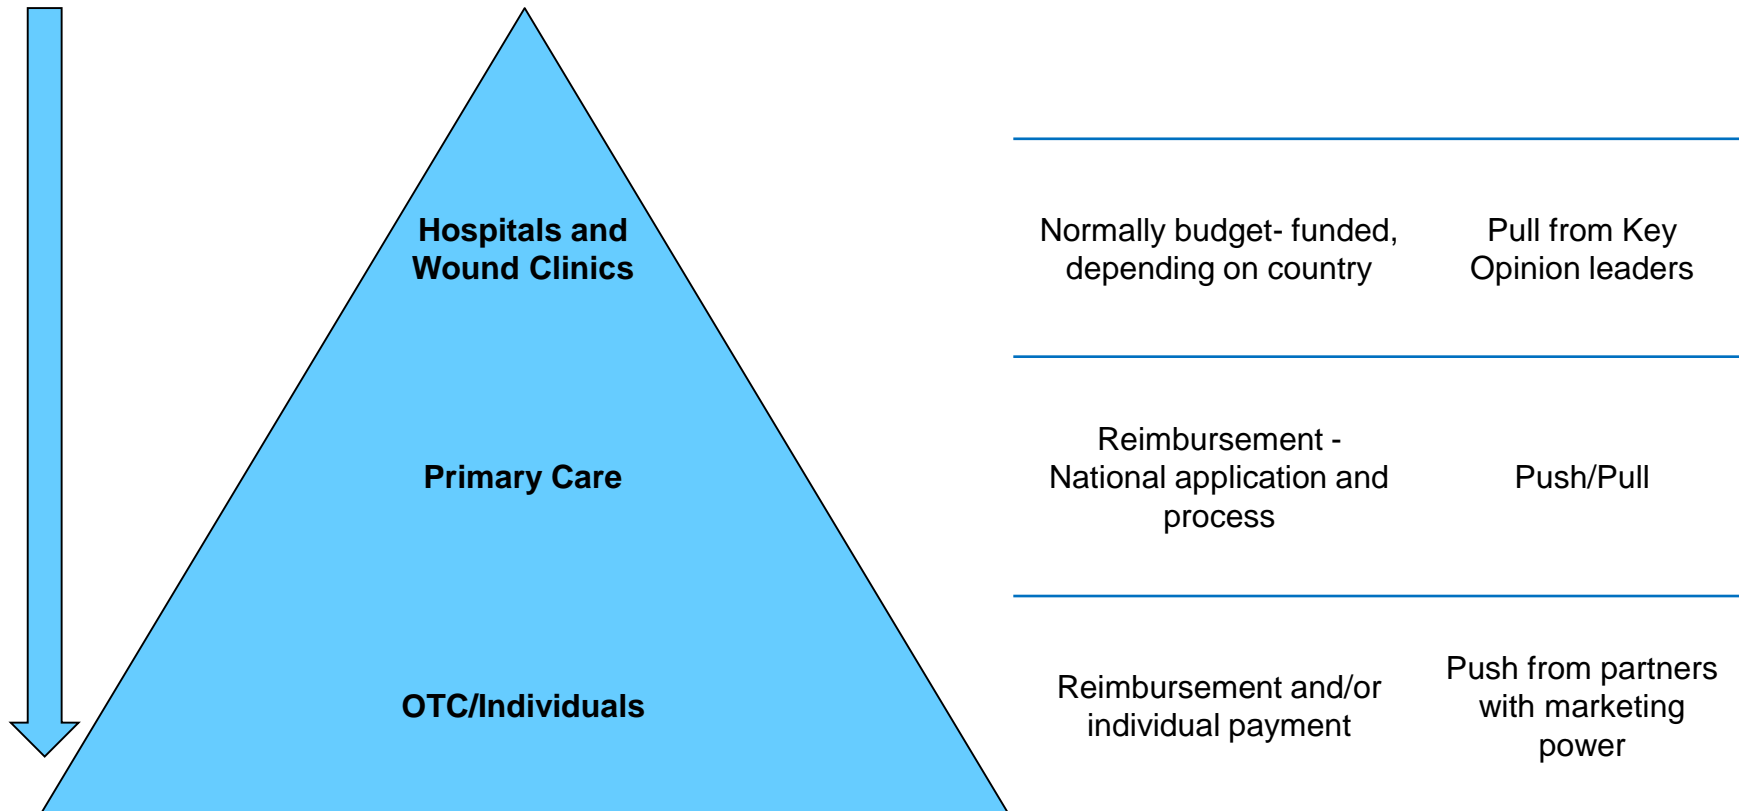 Hospitals and
Wound Clinics
Normally budget- funded,
depending on country
Pull from Key
Opinion leaders
Primary Care
Reimbursement -
National application and
process
Push/Pull
OTC/Individuals
Reimbursement and/or
individual payment
Push from partners
with marketing
power